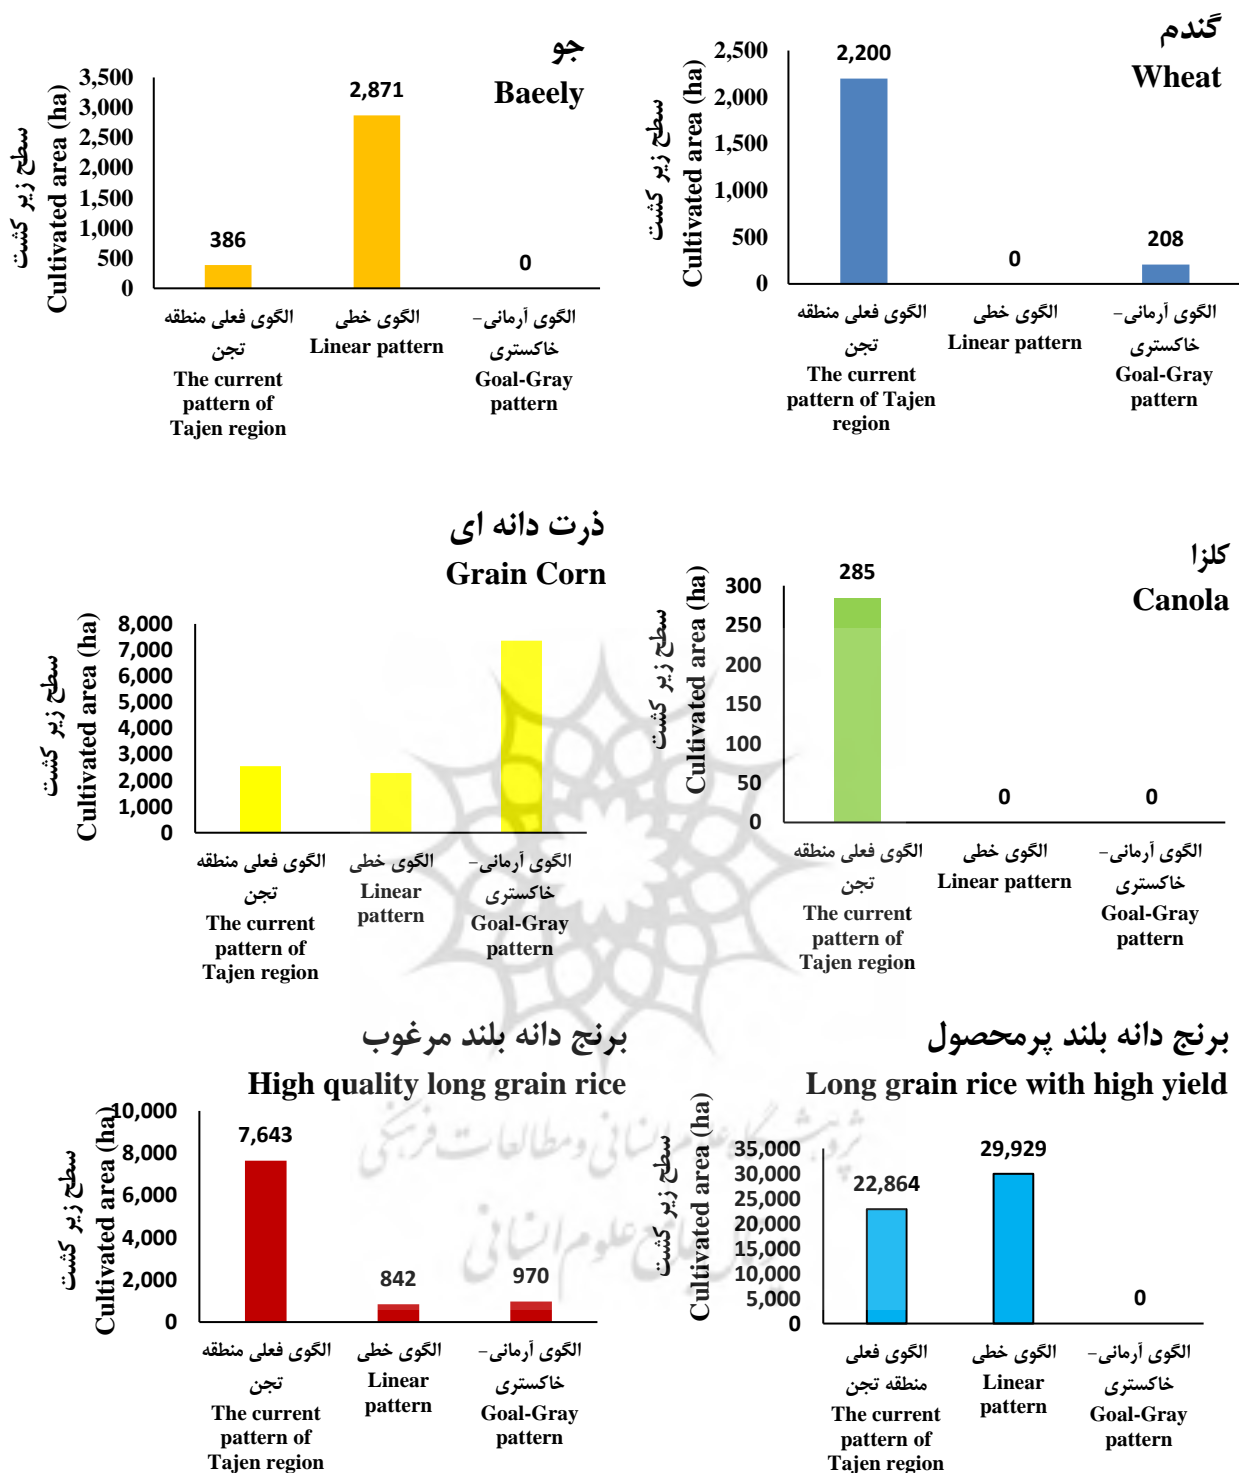 جو
Baeely
سطح زیر کشت
Cultivated area (ha)
3,500
3,000
2,500
2,000
1,500
1,000
500
0
386
2,871
0
الگوی فعلی منطقه
تجن
The current
pattern of
Tajen region
الگوی خطی
Linear pattern
الگوی آرمانی-
خاکستری
Goal-Gray
pattern
گندم
Wheat
سطح زیر کشت
Cultivated area (ha)
2,500
2,000
1,500
1,000
500
0
2,200
0
208
الگوی فعلی منطقه
تجن
The current
pattern of Tajen
region
الگوی خطی
Linear pattern
الگوی آرمانی-
خاکستری
Goal-Gray
pattern
ذرت دانه ای
Grain Corn
سطح زیر کشت
Cultivated area (ha)
8,000
7,000
6,000
5,000
4,000
3,000
2,000
1,000
0
الگوی فعلی منطقه
تجن
The current
pattern of
Tajen region
الگوی خطی
Linear
pattern
الگوی آرمانی-
خاکستری
Goal-Gray
pattern
کلزا
Canola
سطح زیر کشت
Cultivated area (ha)
300
250
200
150
100
50
0
285
0
0
الگوی فعلی منطقه
تجن
The current
pattern of
Tajen region
الگوی خطی
Linear pattern
الگوی آرمانی-
خاکستری
Goal-Gray
pattern
برنج دانه بلند مرغوب
High quality long grain rice
سطح زیر کشت
Cultivated area (ha)
10,000
8,000
6,000
4,000
2,000
0
7,643
842
970
الگوی فعلی منطقه
تجن
The current
pattern of
Tajen region
الگوی خطی
Linear
pattern
الگوی آرمانی-
خاکستری
Goal-Gray
pattern
برنج دانه بلند پرمحصول
Long grain rice with high yield
سطح زیر کشت
Cultivated area (ha)
35,000
30,000
25,000
20,000
15,000
10,000
5,000
0
22,864
29,929
0
الگوی فعلی
منطقه تجن
The current
pattern of
Tajen region
الگوی خطی
Linear
pattern
الگوی آرمانی-
خاکستری
Goal-Gray
pattern
پژوهشگاه علوم انسانی و مطالعات فرهنگی
جامع علوم انسانی